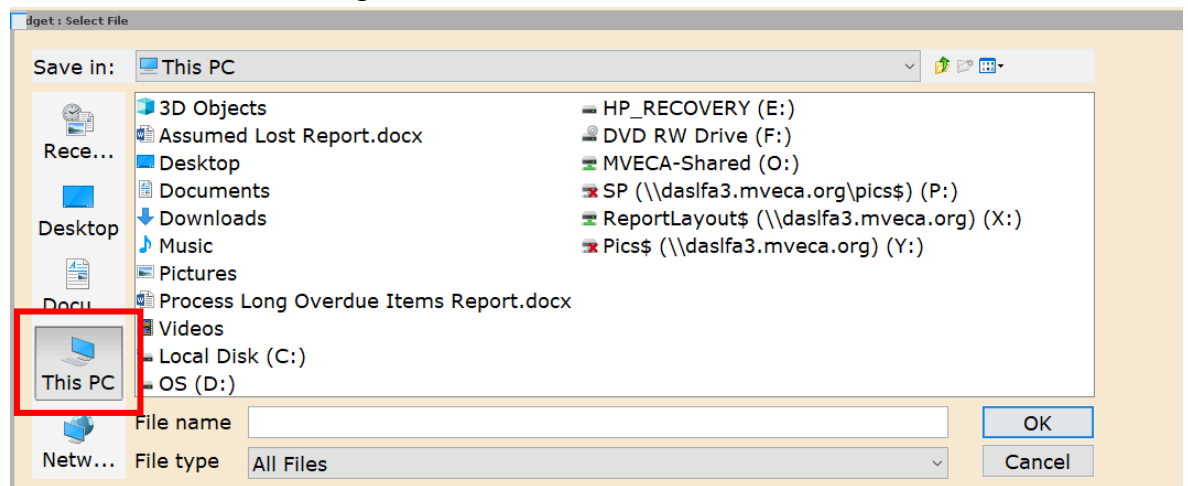 dget : Select File
Save in:
This PC
Rece...
Desktop
Docu...
This PC
Netw...
3D Objects
Assumed Lost Report.docx
Desktop
Documents
Downloads
Music
Pictures
Process Long Overdue Items Report.docx
Videos
Local Disk (C:)
OS (D:)
HP_RECOVERY (E:)
DVD RW Drive (F:)
MVECA-Shared (O:)
SP (\\daslfa3.mveca.org\pics$) (P:)
ReportLayout$ (\\daslfa3.mveca.org) (X:)
Pics$ (\\daslfa3.mveca.org) (Y:)
File name
OK
File type
All Files
Cancel